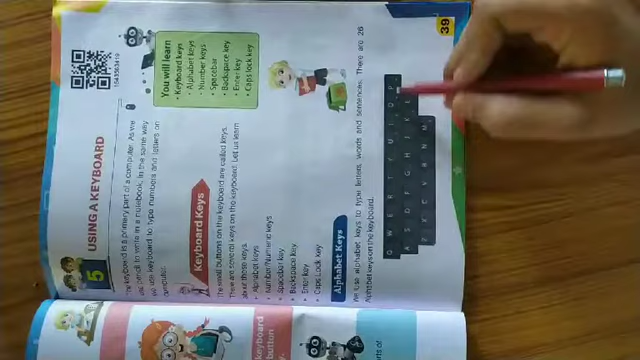 5
USING A KEYBOARD
1043503419
The keyboard is a primary part of a computer. As we
use pencil to write in a notebook. In the same way
we use keyboard to type numbers and letters on
computer.
You will learn
• Keyboard keys
• Alphabet keys
• Number keys
• Spacebar
• Backspace key
• Enter key
• Caps lock key
Keyboard Keys
The small buttons on the keyboard are called keys.
There are several keys on the keyboard. Let us learn
about these keys.
• Alphabet keys
• Number/Numeric keys
• Spacebar key
• Backspace key
• Enter key
• Caps Lock key
Alphabet Keys
We use alphabet keys to type letters, words and sentences. There are 26
Alphabet keys on the keyboard.
Q W E R T Y U I O P
A S D F G H J K
Z X C V B N M
39
keyboard
button